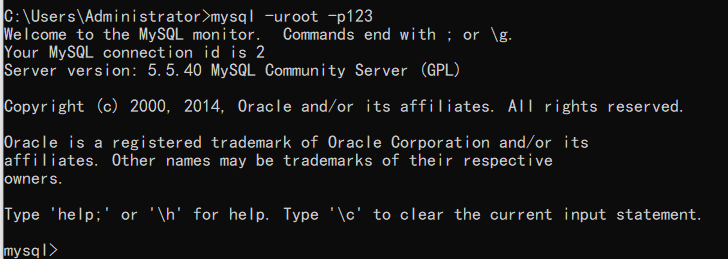 C:\Users\Administrator>mysql -uroot -p123
Welcome to the MySQL monitor.  Commands end with ; or \g.
Your MySQL connection id is 2
Server version: 5.5.40 MySQL Community Server (GPL)
Copyright (c) 2000, 2014, Oracle and/or its affiliates. All rights reserved.
Oracle is a registered trademark of Oracle Corporation and/or its
affiliates. Other names may be trademarks of their respective
owners.
Type 'help;' or '\h' for help. Type '\c' to clear the current input statement.
mysql>